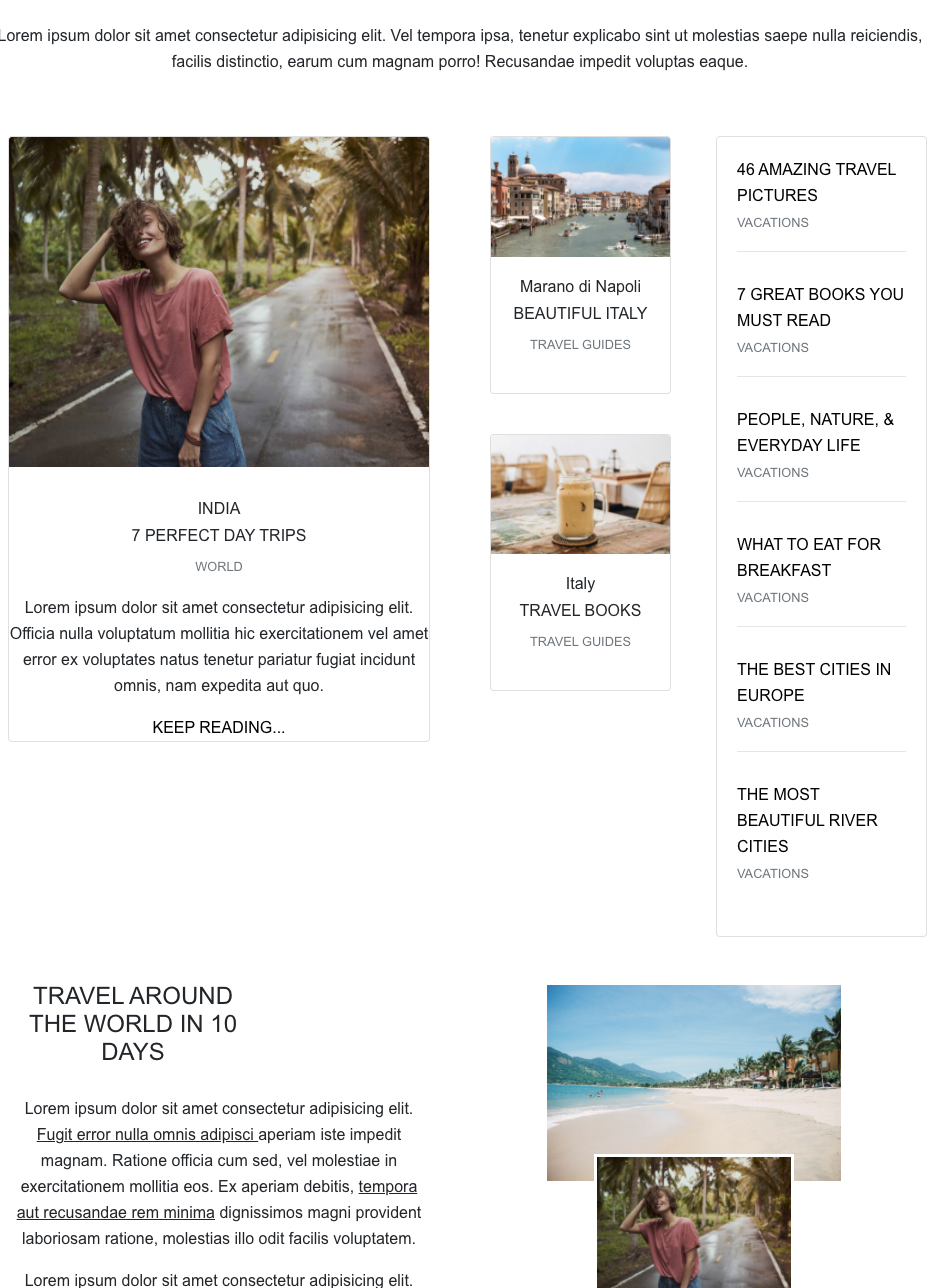 Lorem ipsum dolor sit amet consectetur adipisicing elit. Vel tempora ipsa, tenetur explicabo sint ut molestias saepe nulla reiciendis,
facilis distinctio, earum cum magnam porro! Recusandae impedit voluptas eaque.
INDIA
7 PERFECT DAY TRIPS
WORLD
Lorem ipsum dolor sit amet consectetur adipisicing elit.
Officia nulla voluptatum mollitia hic exercitationem vel amet
error ex voluptates natus tenetur pariatur fugiat incidunt
omnis, nam expedita aut quo.
KEEP READING...
Marano di Napoli
BEAUTIFUL ITALY
TRAVEL GUIDES
Italy
TRAVEL BOOKS
TRAVEL GUIDES
46 AMAZING TRAVEL
PICTURES
VACATIONS
7 GREAT BOOKS YOU
MUST READ
VACATIONS
PEOPLE, NATURE, &
EVERYDAY LIFE
VACATIONS
WHAT TO EAT FOR
BREAKFAST
VACATIONS
THE BEST CITIES IN
EUROPE
VACATIONS
THE MOST
BEAUTIFUL RIVER
CITIES
VACATIONS
TRAVEL AROUND
THE WORLD IN 10
DAYS
Lorem ipsum dolor sit amet consectetur adipisicing elit.
Fugit error nulla omnis adipisci aperiam iste impedit
magnam. Ratione officia cum sed, vel molestiae in
exercitationem mollitia eos. Ex aperiam debitis, tempora
aut recusandae rem minima dignissimos magni provident
laboriosam ratione, molestias illo odit facilis voluptatem.
Lorem ipsum dolor sit amet consectetur adipisicing elit.